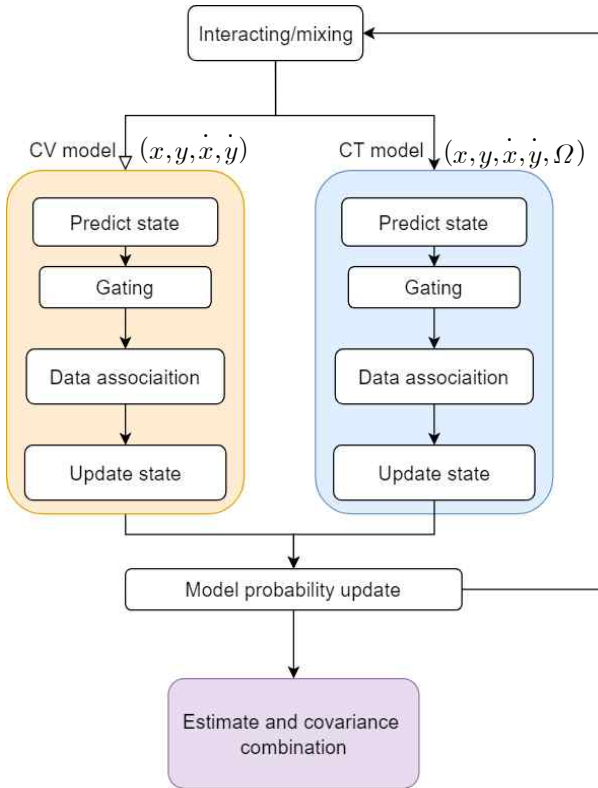 Interacting/mixing
CV model (x, y, ẋ, ẏ)
CT model (x, y, ẋ, ẏ, Ω)
Predict state
Gating
Data associaition
Update state
Predict state
Gating
Data associaition
Update state
Model probability update
Estimate and covariance
combination